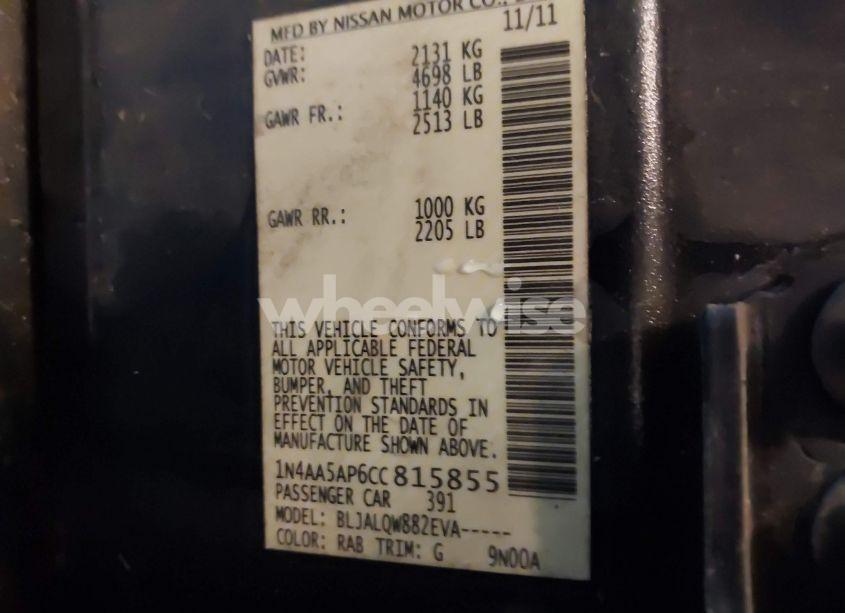 MFD BY NISSAN MOTOR CO.,
DATE: 11/11
GVWR: 2131 KG
4698 LB
GAWR FR.: 1140 KG
2513 LB
GAWR RR.: 1000 KG
2205 LB
wheelwise
THIS VEHICLE CONFORMS TO
ALL APPLICABLE FEDERAL
MOTOR VEHICLE SAFETY,
BUMPER, AND THEFT
PREVENTION STANDARDS IN
EFFECT ON THE DATE OF
MANUFACTURE SHOWN ABOVE.
1N4AA5AP6CC815855
PASSENGER CAR 391
MODEL: BLJALQW882EVA-----
COLOR: RAB TRIM: G 9N00A